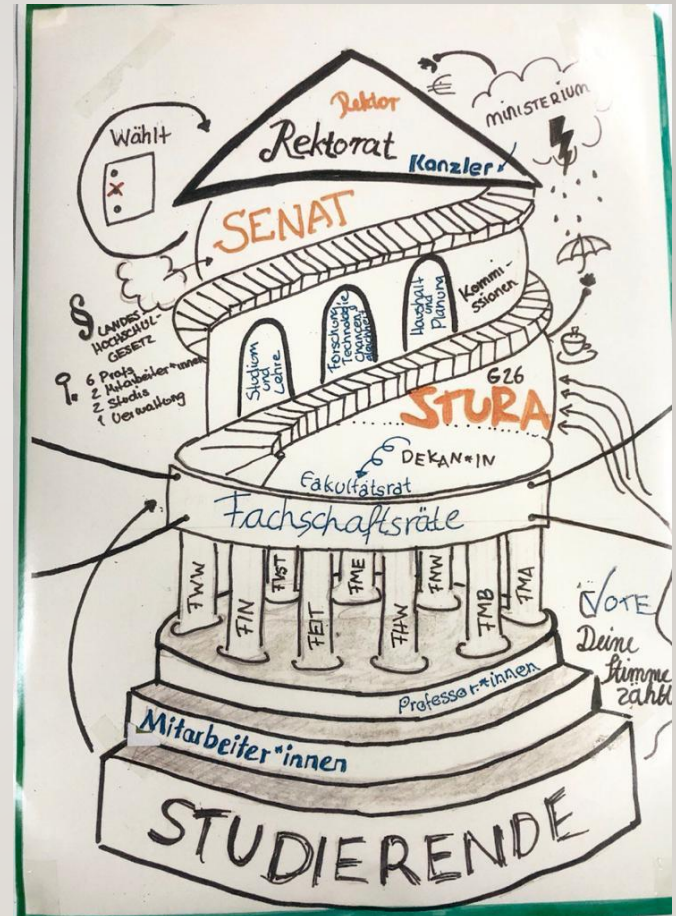 Rektor
Rektorat
Kanzler
€
MINISTERIUM
Wählt
X
SENAT
§ LANDES-
HOCHSCHUL-
GESETZ
6 Profs
2 Mitarbeiter*innen
2 Studis
1 Verwaltung
Studium
und
Lehre
Forschung
Technologie
Chancen
gleichheit
Haushalt
und
Planung
Kommi-
ssionen
G26
STURA
DEKAN*IN
Fakultätsrat
Fachschaftsräte
FWW
FIN
FVST
FEIT
FME
FHW
FNW
FMB
FMA
VOTE
Deine
Stimme
zählt
Professor*innen
Mitarbeiter*innen
STUDIERENDE